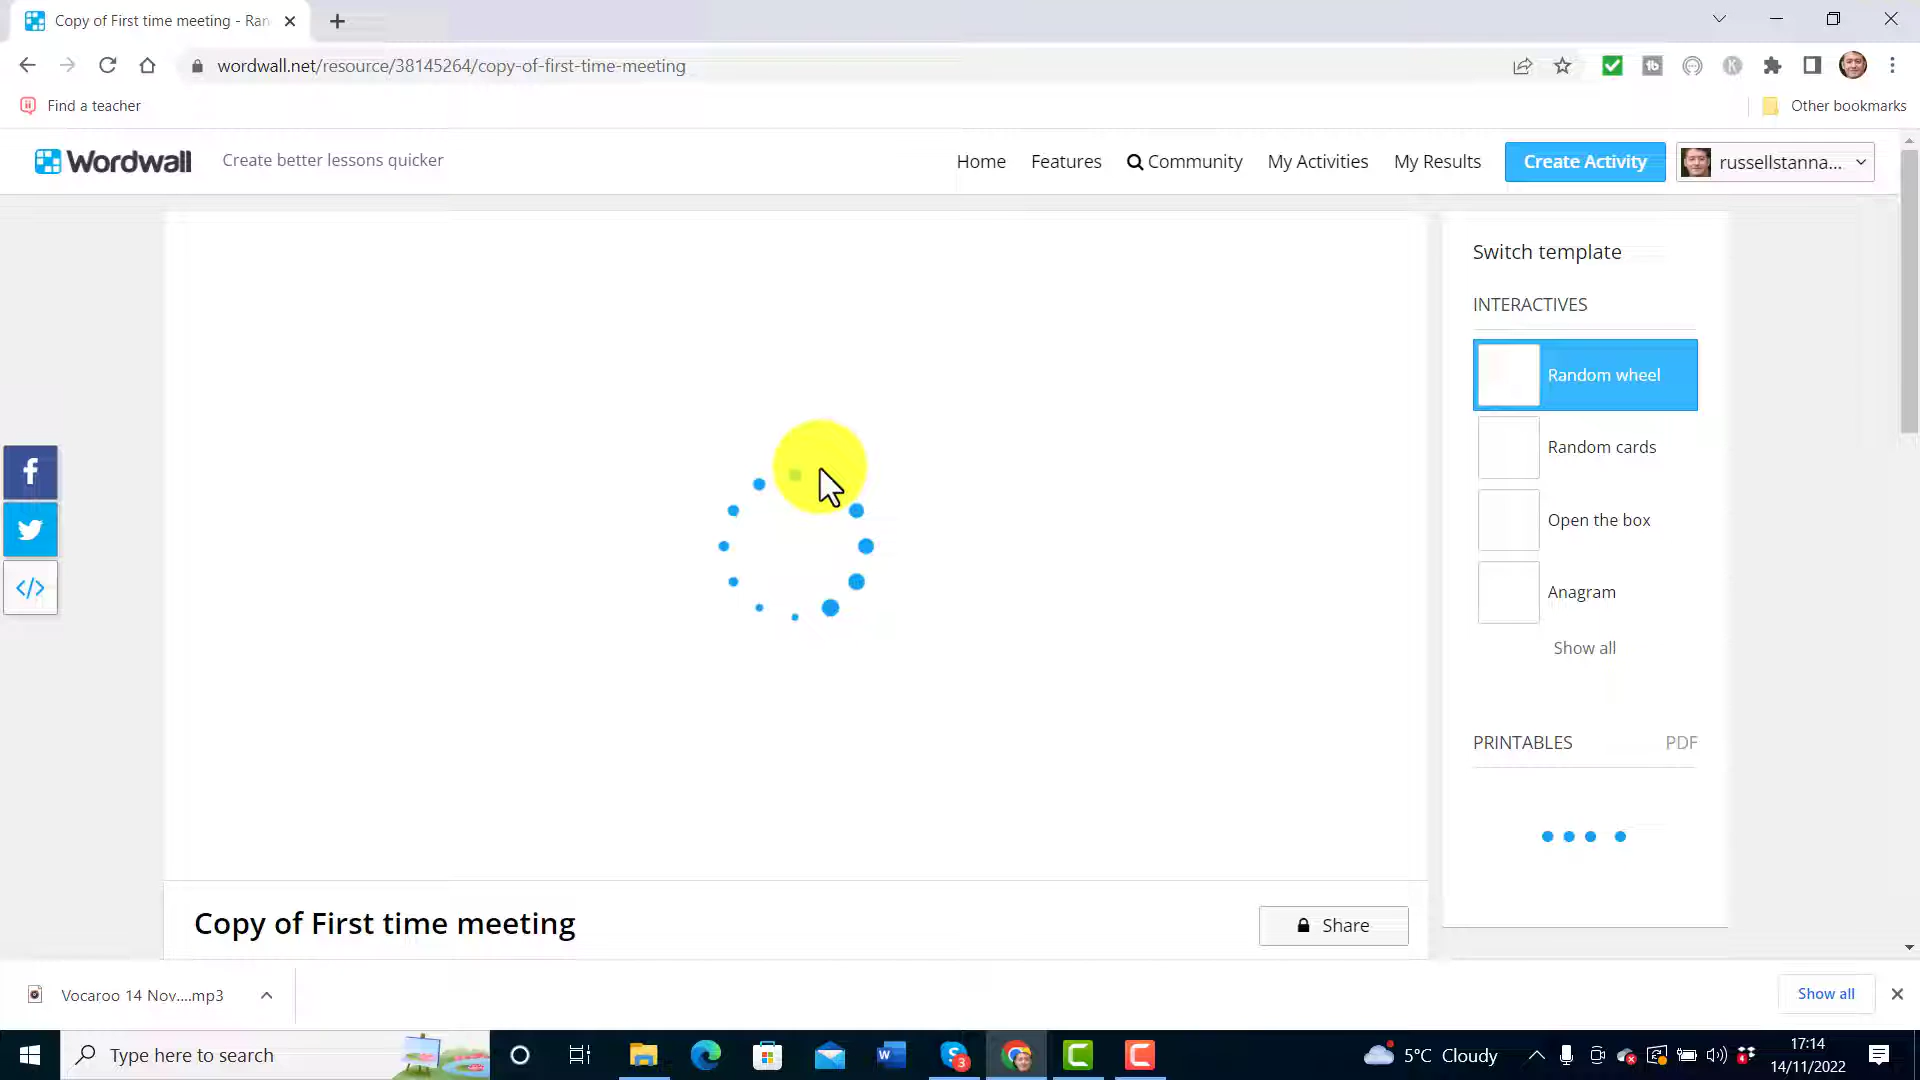 Copy of First time meeting - Ran
wordwall.net/resource/38145264/copy-of-first-time-meeting
Find a teacher
Other bookmarks
Wordwall
Create better lessons quicker
Home
Features
Community
My Activities
My Results
Create Activity
russellstanna...
Switch template
INTERACTIVES
Random wheel
Random cards
Open the box
Anagram
Show all
PRINTABLES
PDF
Copy of First time meeting
Share
Vocaroo 14 Nov....mp3
Show all
Type here to search
5°C Cloudy
17:14
14/11/2022